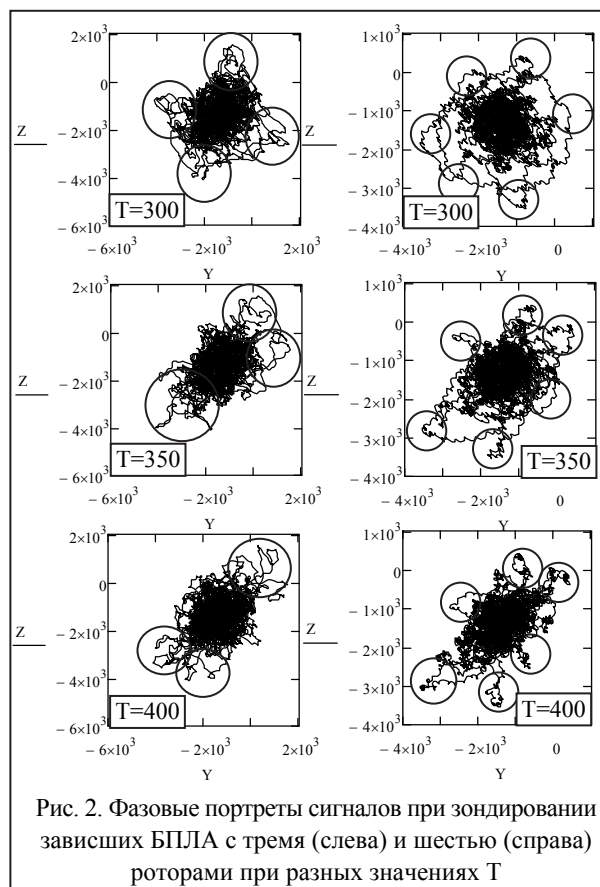 2×10³
0
Z
− 2×10³
− 4×10³
T=300
− 6×10³
− 6×10³ − 2×10³ 2×10³
Y
1×10³
0
− 1×10³
Z
− 2×10³
− 3×10³
T=300
− 4×10³
− 4×10³ − 2×10³ 0
Y
2×10³
0
− 2×10³
Z
− 4×10³
T=350
− 6×10³
− 6×10³ − 2×10³ 2×10³
Y
1×10³
0
− 1×10³
− 2×10³
Z
− 3×10³
T=350
− 4×10³
− 4×10³ − 2×10³ 0
Y
2×10³
0
− 2×10³
Z
− 4×10³
T=400
− 6×10³
− 6×10³ − 2×10³ 2×10³
Y
1×10³
0
− 1×10³
Z
− 2×10³
− 3×10³
T=400
− 4×10³
− 4×10³ − 2×10³ 0
Y
Рис. 2. Фазовые портреты сигналов при зондировании
зависших БПЛА с тремя (слева) и шестью (справа)
роторами при разных значениях T